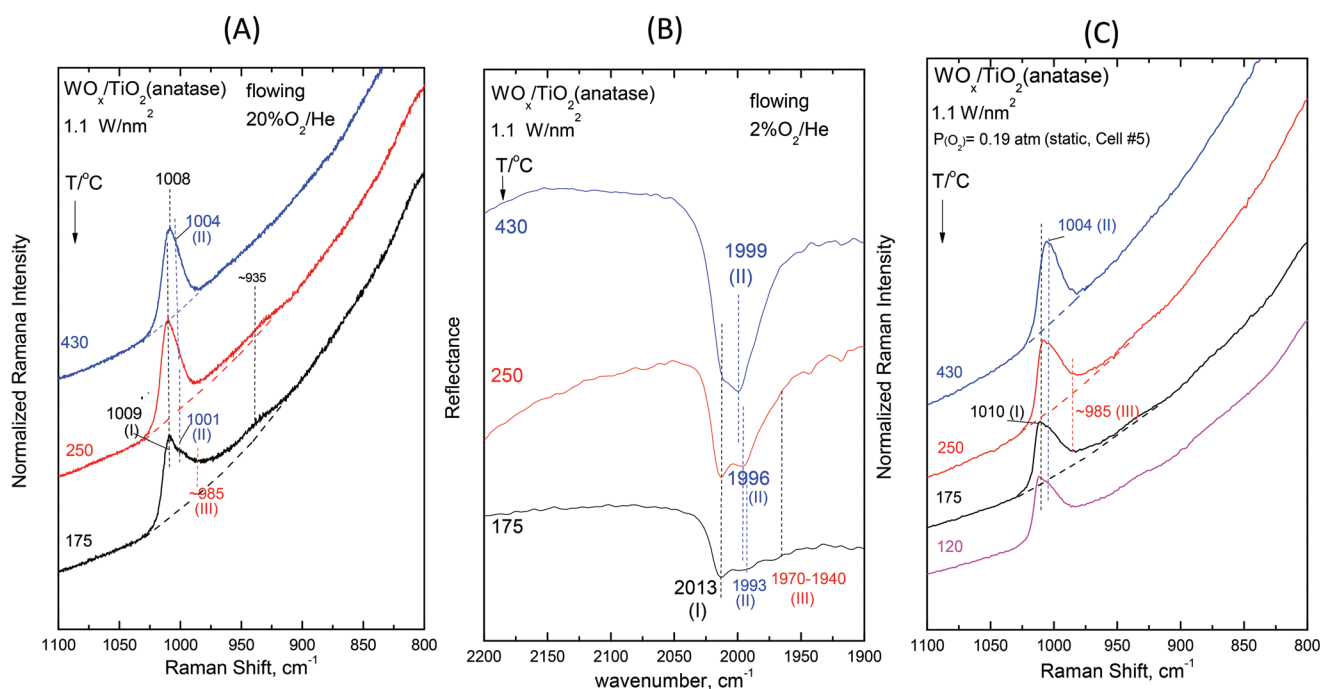 (A)
WOx/TiO2(anatase)
flowing
20%O2/He
1.1 W/nm2
T/oC
1008
1004
(II)
~935
430
1009
(I)
1001
(II)
250
~985
(III)
175
Normalized Ramana Intensity
1100 1050 1000 950 900 850 800
Raman Shift, cm-1
(B)
WOx/TiO2(anatase)
flowing
1.1 W/nm2
2%O2/He
T/oC
430
1999
(II)
250
1996
(II)
175
2013
(I)
1993
(II)
1970-1940
(III)
Reflectance
2200 2150 2100 2050 2000 1950 1900
wavenumber, cm-1
(C)
WOx/TiO2(anatase)
1.1 W/nm2
P(O2)= 0.19 atm (static, Cell #5)
T/oC
1004 (II)
430
1010 (I)
~985 (III)
250
175
120
Normalized Raman Intensity
1100 1050 1000 950 900 850 800
Raman Shift, cm-1